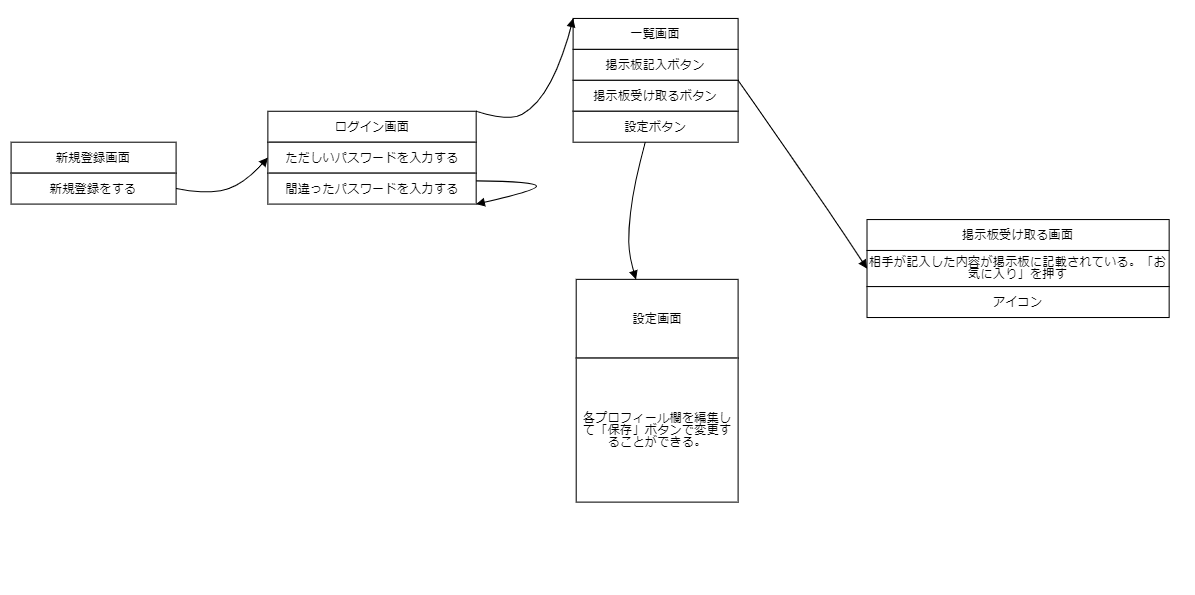 新規登録画面
新規登録をする
ログイン画面
ただしいパスワードを入力する
間違ったパスワードを入力する
一覧画面
掲示板記入ボタン
掲示板受け取るボタン
設定ボタン
設定画面
各プロフィール欄を編集し
て「保存」ボタンで変更す
ることができる。
掲示板受け取る画面
相手が記入した内容が掲示板に記載されている。「お
気に入り」を押す
アイコン